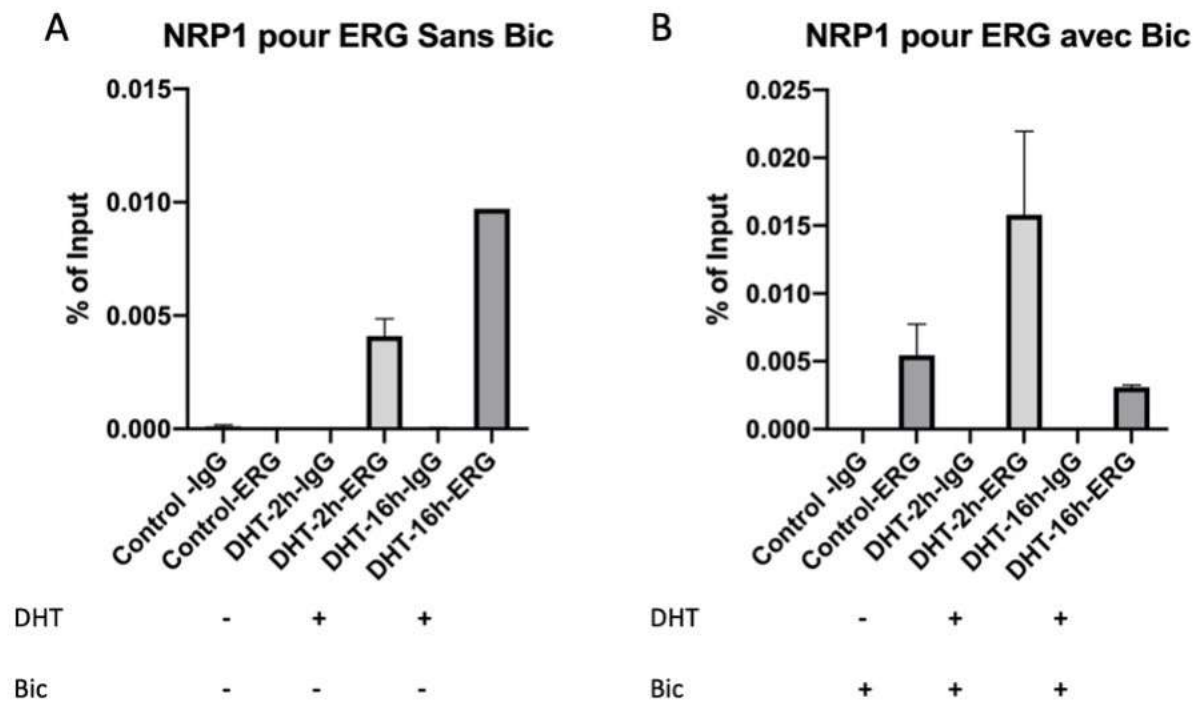 A
NRP1 pour ERG Sans Bic
0.015
0.010
0.005
0.000
% of Input
Control -IgG
Control-ERG
DHT-2h-IgG
DHT-2h-ERG
DHT-16h-IgG
DHT-16h-ERG
DHT - + +
Bic - - -
B
NRP1 pour ERG avec Bic
0.025
0.020
0.015
0.010
0.005
0.000
% of Input
Control -IgG
Control-ERG
DHT-2h-IgG
DHT-2h-ERG
DHT-16h-IgG
DHT-16h-ERG
DHT - + +
Bic + + +